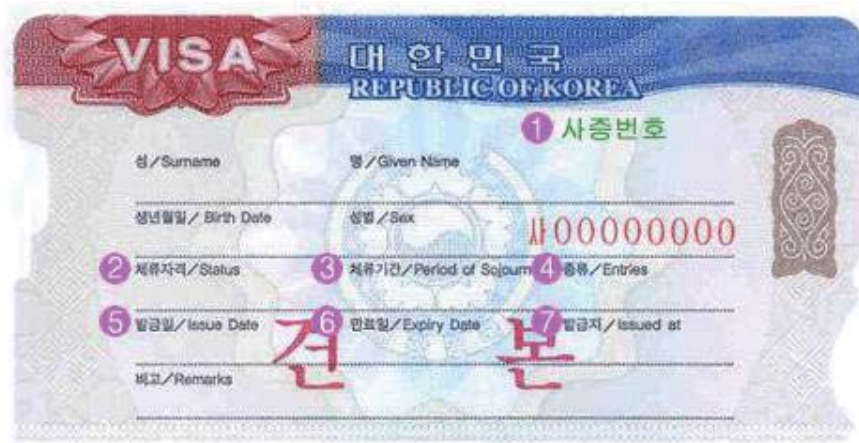 VISA 대한민국
REPUBLIC OF KOREA
1 사증번호
성/Surname 명/Given Name
생년월일/Birth Date 성별/Sex
사00000000
2 체류자격/Status 3 체류기간/Period of Sojourn 4 종류/Entries
5 발급일/Issue Date 6 만료일/Expiry Date 7 발급지/Issued at
견본
비고/Remarks